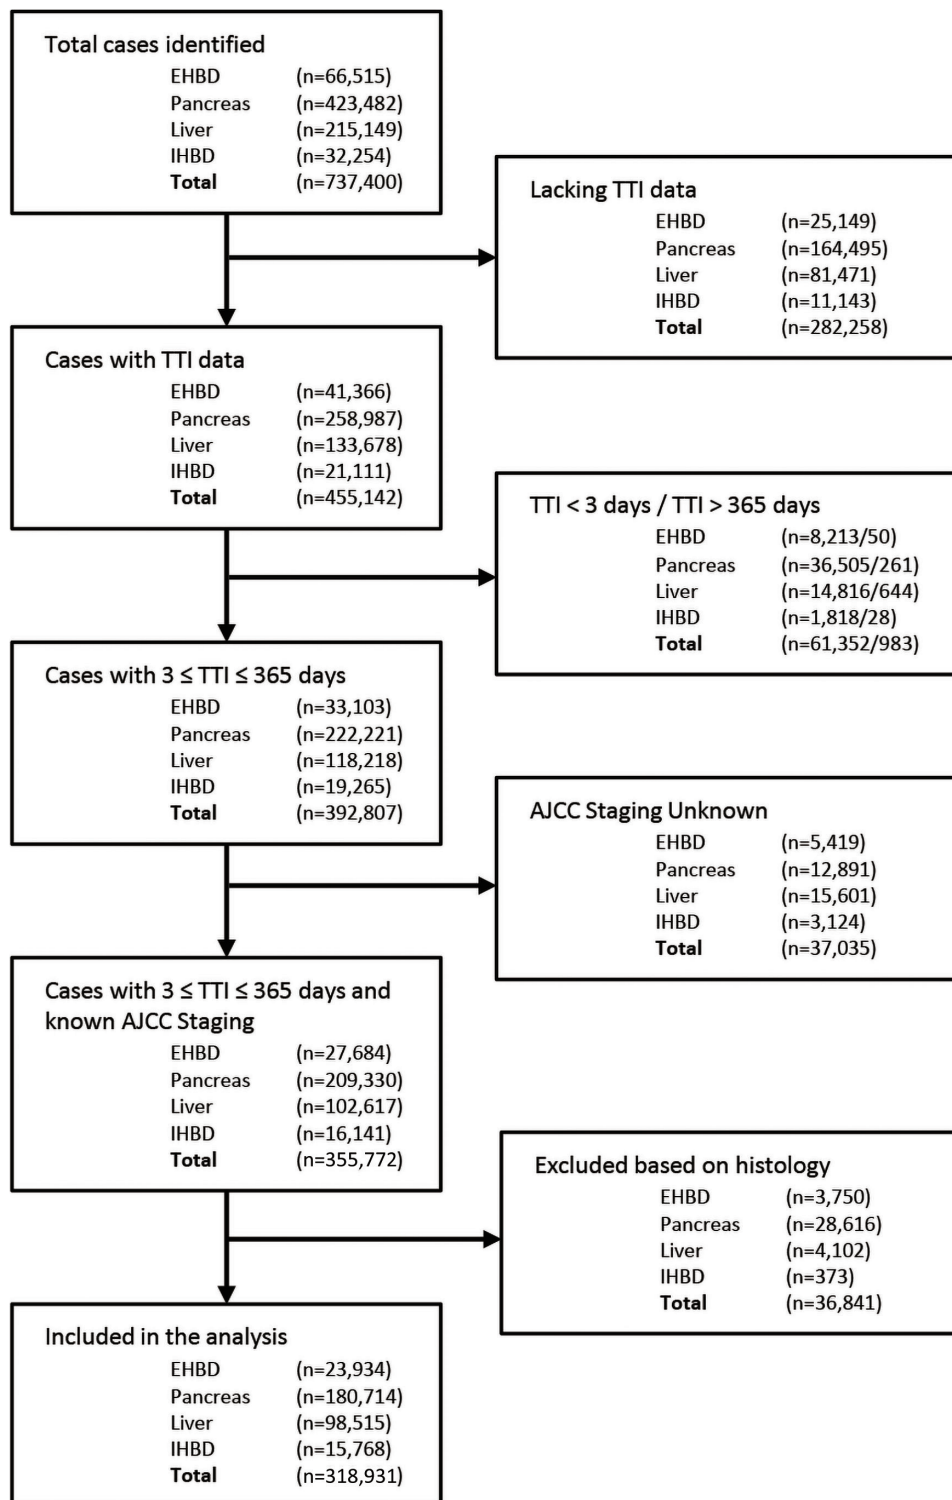 Total cases identified
EHBD (n=66,515)
Pancreas (n=423,482)
Liver (n=215,149)
IHBD (n=32,254)
Total (n=737,400)
Lacking TTI data
EHBD (n=25,149)
Pancreas (n=164,495)
Liver (n=81,471)
IHBD (n=11,143)
Total (n=282,258)
Cases with TTI data
EHBD (n=41,366)
Pancreas (n=258,987)
Liver (n=133,678)
IHBD (n=21,111)
Total (n=455,142)
TTI < 3 days / TTI > 365 days
EHBD (n=8,213/50)
Pancreas (n=36,505/261)
Liver (n=14,816/644)
IHBD (n=1,818/28)
Total (n=61,352/983)
Cases with 3 ≤ TTI ≤ 365 days
EHBD (n=33,103)
Pancreas (n=222,221)
Liver (n=118,218)
IHBD (n=19,265)
Total (n=392,807)
AJCC Staging Unknown
EHBD (n=5,419)
Pancreas (n=12,891)
Liver (n=15,601)
IHBD (n=3,124)
Total (n=37,035)
Cases with 3 ≤ TTI ≤ 365 days and
known AJCC Staging
EHBD (n=27,684)
Pancreas (n=209,330)
Liver (n=102,617)
IHBD (n=16,141)
Total (n=355,772)
Excluded based on histology
EHBD (n=3,750)
Pancreas (n=28,616)
Liver (n=4,102)
IHBD (n=373)
Total (n=36,841)
Included in the analysis
EHBD (n=23,934)
Pancreas (n=180,714)
Liver (n=98,515)
IHBD (n=15,768)
Total (n=318,931)